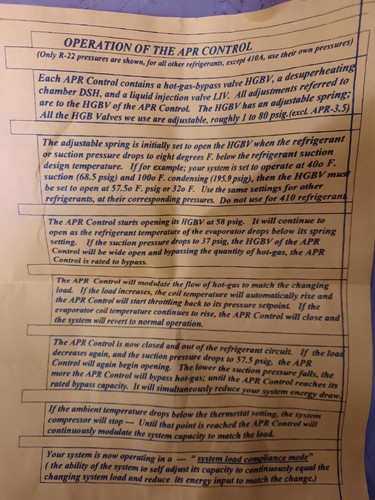 OPERATION OF THE APR CONTROL
(Only R-22 pressures are shown, for all other refrigerants, except 410A, use their own pressures)
Each APR Control contains a hot-gas-bypass valve HGBV, a desuperheating
chamber DSH, and a liquid injection valve LIV. All adjustments referred to
are to the HGBV of the APR Control. The HGBV has an adjustable spring;
All the HGB Valves we use are adjustable, roughly 1 to 80 psig.(excl. APR-3.5)
The adjustable spring is initially set to open the HGBV when the refrigerant
or suction pressure drops to eight degrees F. below the refrigerant suction
design temperature. If for example; your system is set to operate at 40o F.
suction (68.5 psig) and 100o F. condensing (195.9 psig), then the HGBV must
be set to open at 57.5o F. psig or 32o F. Use the same settings for other
refrigerants, at their corresponding pressures. Do not use for 410 refrigerant.
The APR Control starts opening its HGBV at 58 psig. It will continue to
open as the refrigerant temperature of the evaporator drops below its spring
setting. If the suction pressure drops to 37 psig, the HGBV of the APR
Control will be wide open and bypassing the quantity of hot-gas, the APR
Control is rated to bypass.
The APR Control will modulate the flow of hot-gas to match the changing
load. If the load increases, the coil temperature will automatically rise and
the APR Control will start throttling back to its pressure setpoint. If the
evaporator coil temperature continues to rise, the APR Control will close and
the system will revert to normal operation.
The APR Control is now closed and out of the refrigerant circuit. If the load
decreases again, and the suction pressure drops to 57.5 psig, the APR
Control will again begin opening. The lower the suction pressure falls, the
more the APR Control will bypass hot-gas; until the APR Control reaches its
rated bypass capacity. It will simultaneously reduce your system energy draw.
If the ambient temperature drops below the thermostat setting, the system
compressor will stop — Until that point is reached the APR Control will
continuously modulate the system capacity to match the load.
Your system is now operating in a — "system load compliance mode"
( the ability of the system to self adjust its capacity to continuously equal the
changing system load and reduce its energy input to match the change.)